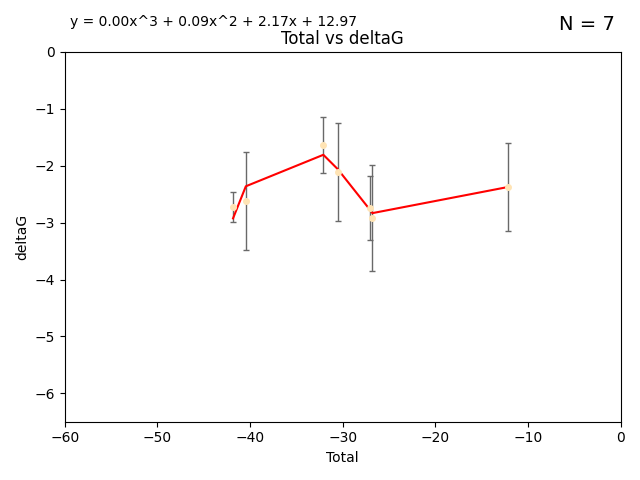 y = 0.00x^3 + 0.09x^2 + 2.17x + 12.97
N = 7
Total vs deltaG
0
−1
−2
−3
−4
−5
−6
deltaG
−60 −50 −40 −30 −20 −10 0
Total